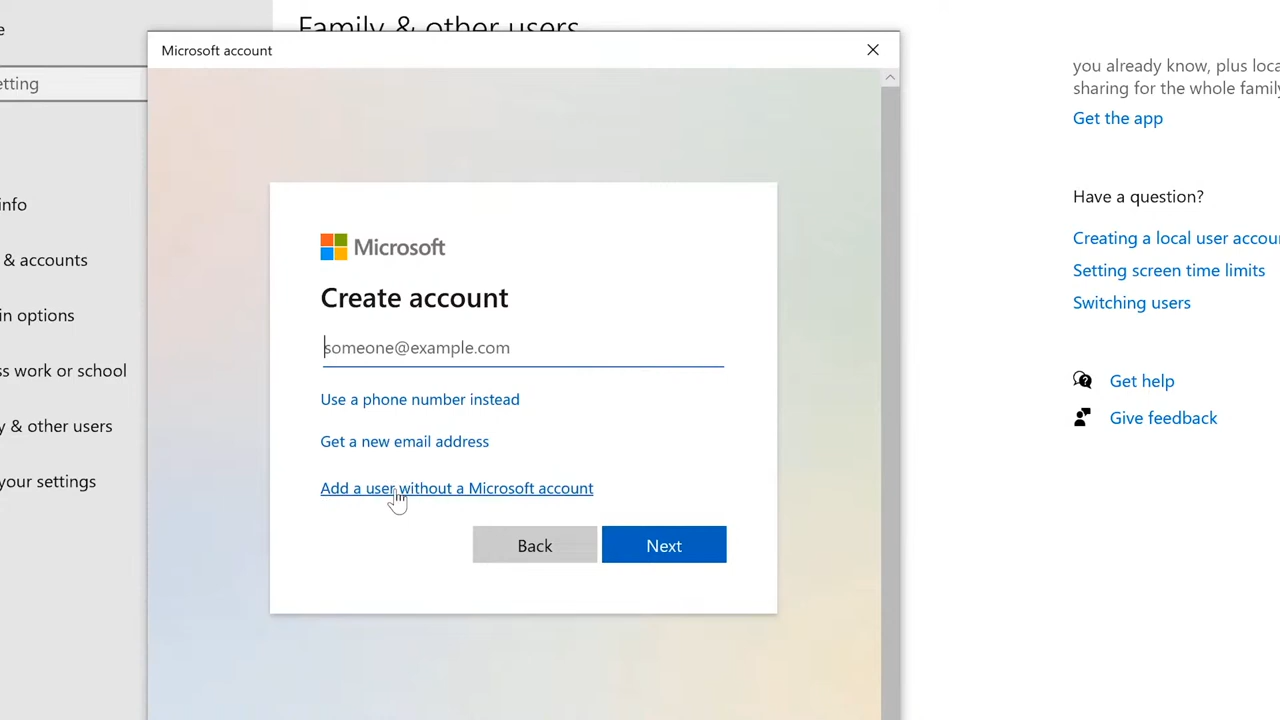 e
Family & other users
Microsoft account
etting
you already know, plus loca
sharing for the whole family
Get the app
info
Have a question?
Microsoft
Creating a local user accoun
& accounts
Setting screen time limits
Create account
Switching users
in options
someone@example.com
ss work or school
Get help
Use a phone number instead
Give feedback
y & other users
Get a new email address
your settings
Add a user without a Microsoft account
Back
Next